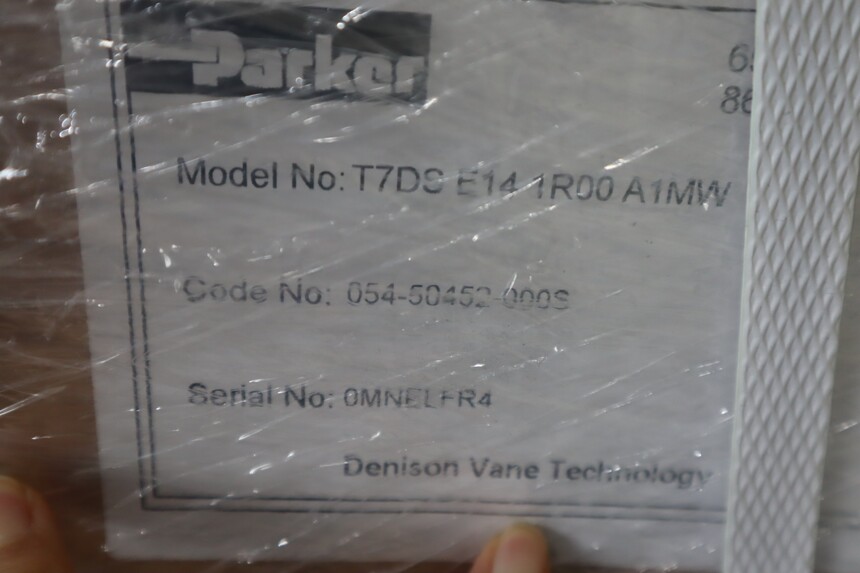 Parker
Model No: T7DS E14 1R00 A1MW
Code No: 054-50452-000S
Serial No: 0MNELFR4
Denison Vane Technology